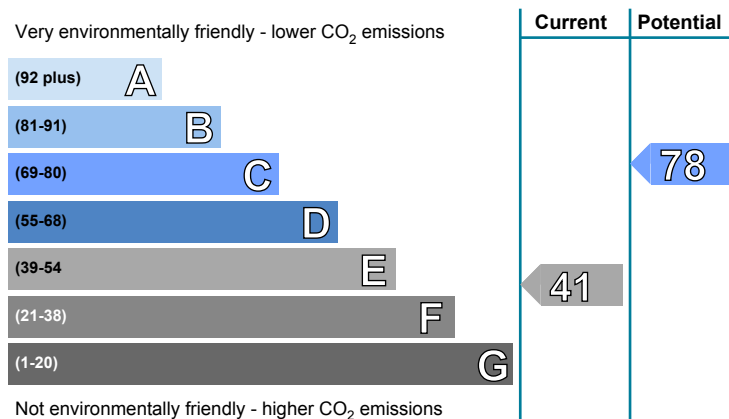 Very environmentally friendly - lower CO₂ emissions
Current
Potential
(92 plus) A
(81-91) B
(69-80) C
78
(55-68) D
(39-54 E
41
(21-38) F
(1-20) G
Not environmentally friendly - higher CO₂ emissions